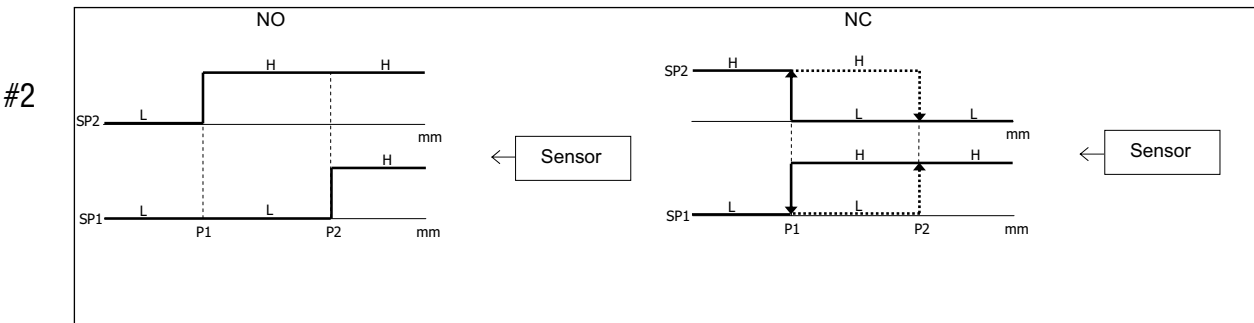 NO
NC
#2
H H
SP2 L
mm
Sensor
H
SP1 L L
P1 P2 mm
SP2 H H
L L
mm
Sensor
H H
SP1 L L
P1 P2 mm